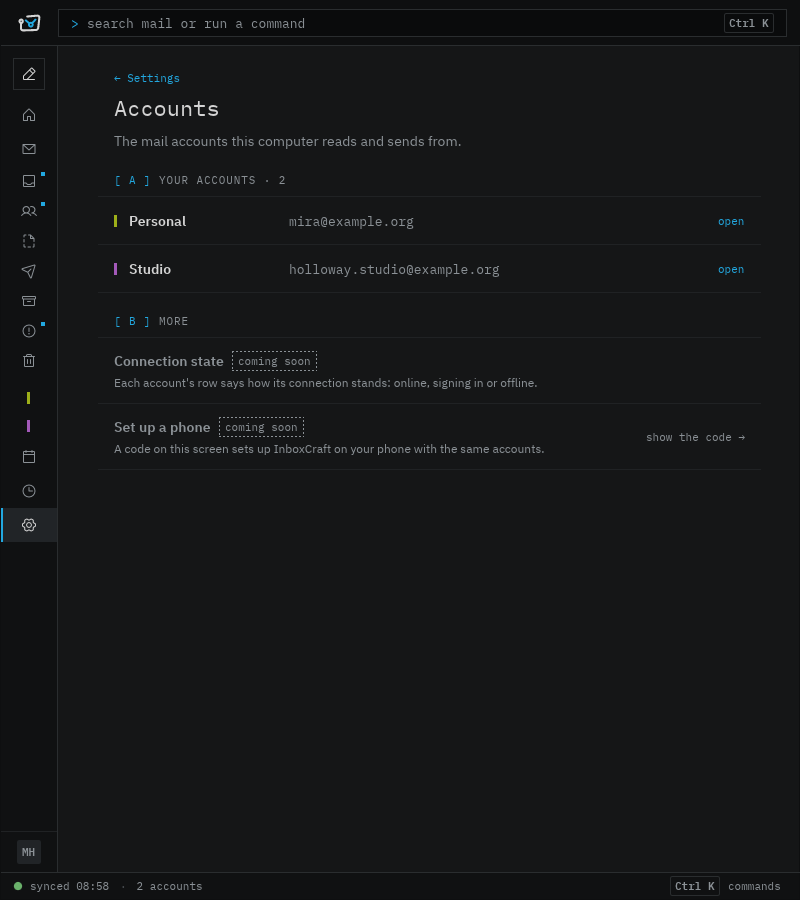 > search mail or run a command Ctrl K
← Settings
Accounts
The mail accounts this computer reads and sends from.
[ A ] YOUR ACCOUNTS · 2
Personal mira@example.org open
Studio holloway.studio@example.org open
[ B ] MORE
Connection state coming soon
Each account's row says how its connection stands: online, signing in or offline.
Set up a phone coming soon
A code on this screen sets up InboxCraft on your phone with the same accounts.
show the code →
MH
synced 08:58 · 2 accounts Ctrl K commands